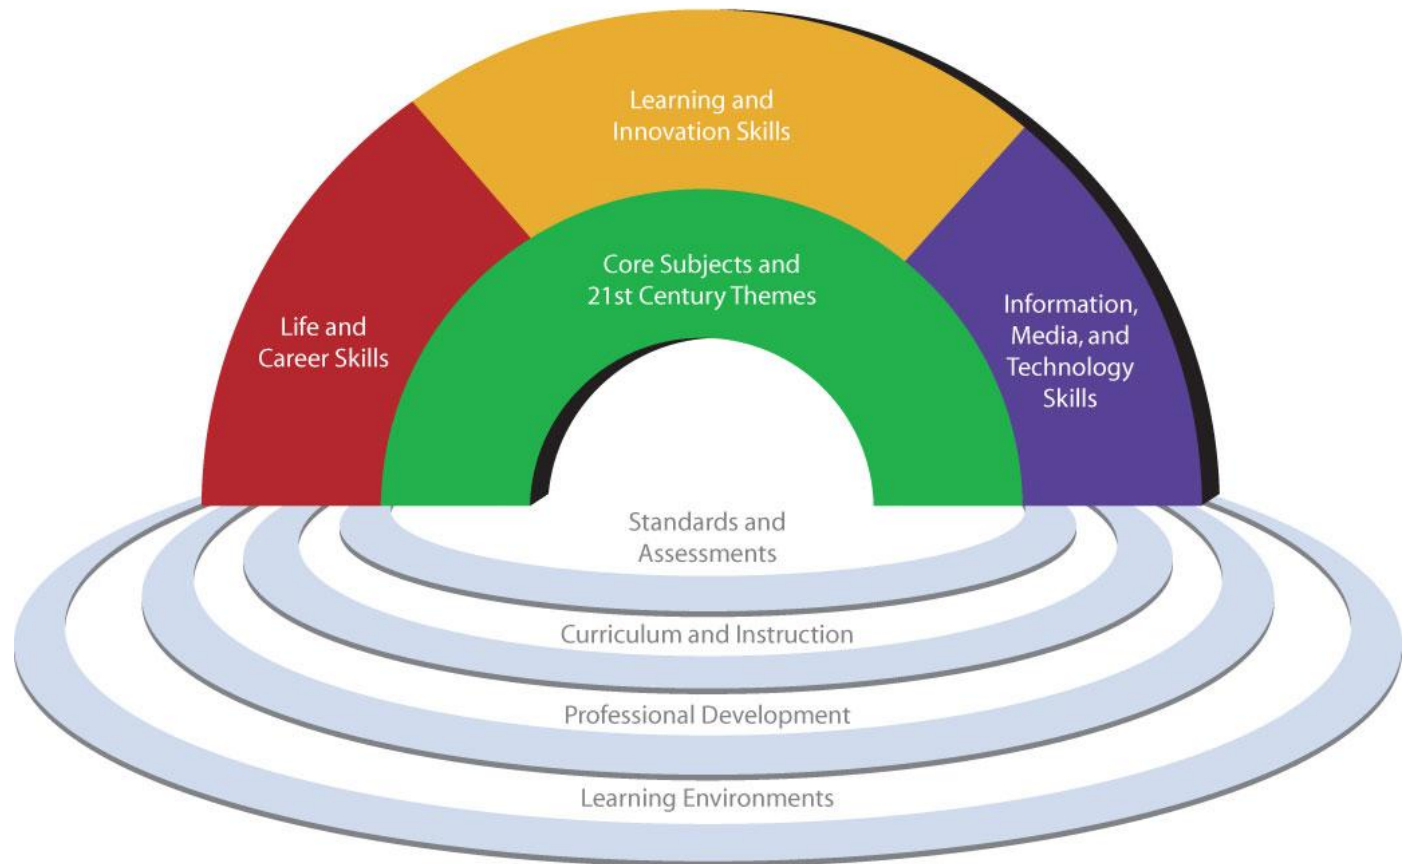 Learning and
Innovation Skills
Core Subjects and
21st Century Themes
Life and
Career Skills
Information,
Media, and
Technology
Skills
Standards and
Assessments
Curriculum and Instruction
Professional Development
Learning Environments